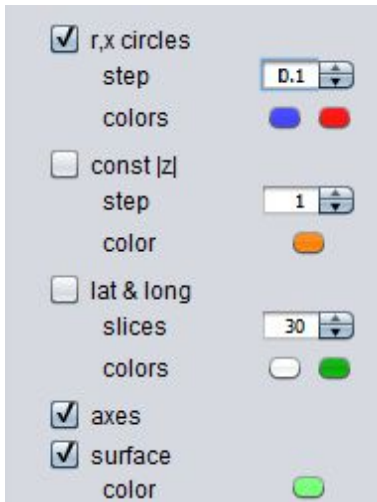 r,x circles
step 0.1
colors
const |z|
step 1
color
lat & long
slices 30
colors
axes
surface
color